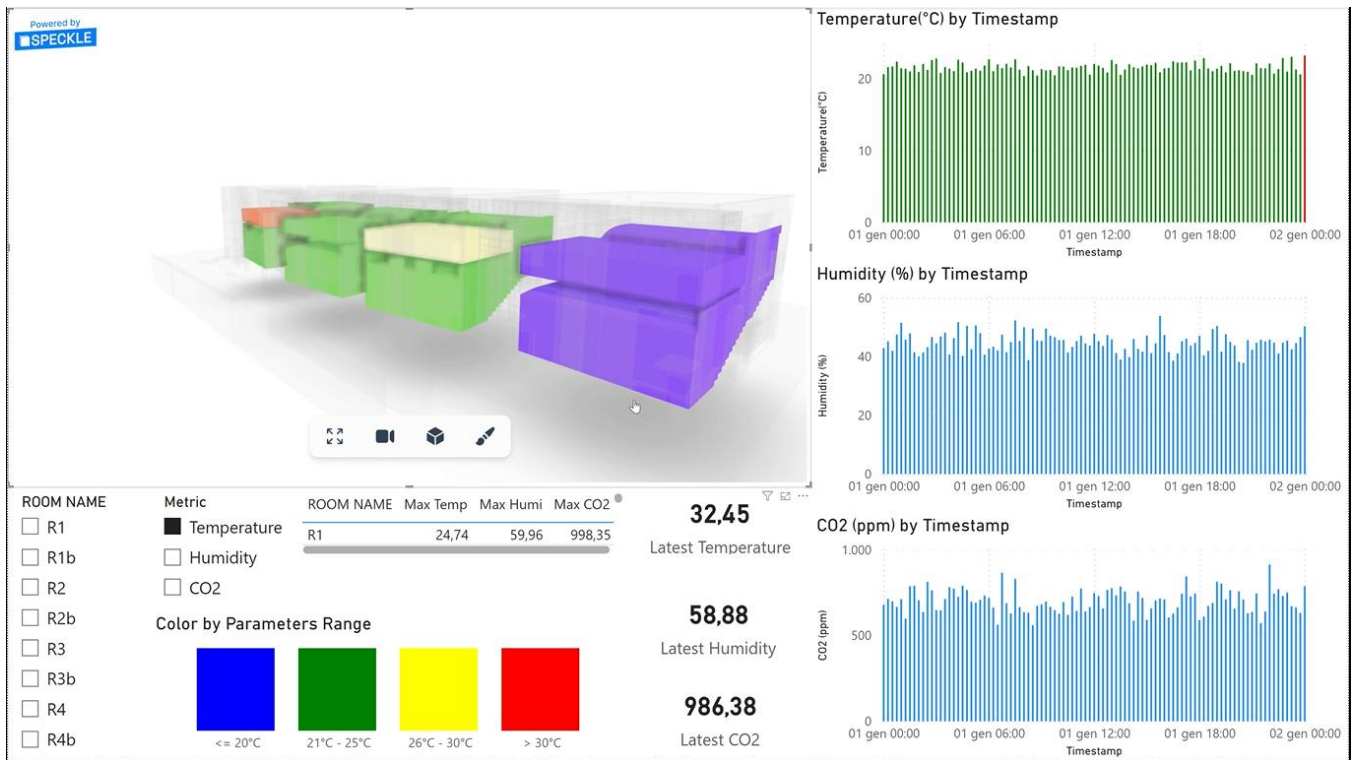 Powered by
SPECKLE
Temperature(°C) by Timestamp
Temperature(°C)
20
10
0
01 gen 00:00 01 gen 06:00 01 gen 12:00 01 gen 18:00 02 gen 00:00
Timestamp
Humidity (%) by Timestamp
Humidity (%)
60
40
20
0
01 gen 00:00 01 gen 06:00 01 gen 12:00 01 gen 18:00 02 gen 00:00
Timestamp
CO2 (ppm) by Timestamp
CO2 (ppm)
1.000
500
0
01 gen 00:00 01 gen 06:00 01 gen 12:00 01 gen 18:00 02 gen 00:00
Timestamp
ROOM NAME
R1
R1b
R2
R2b
R3
R3b
R4
R4b
Metric
Temperature
Humidity
CO2
ROOM NAME Max Temp Max Humi Max CO2
R1 24,74 59,96 998,35
Color by Parameters Range
<= 20°C 21°C - 25°C 26°C - 30°C > 30°C
32,45
Latest Temperature
58,88
Latest Humidity
986,38
Latest CO2